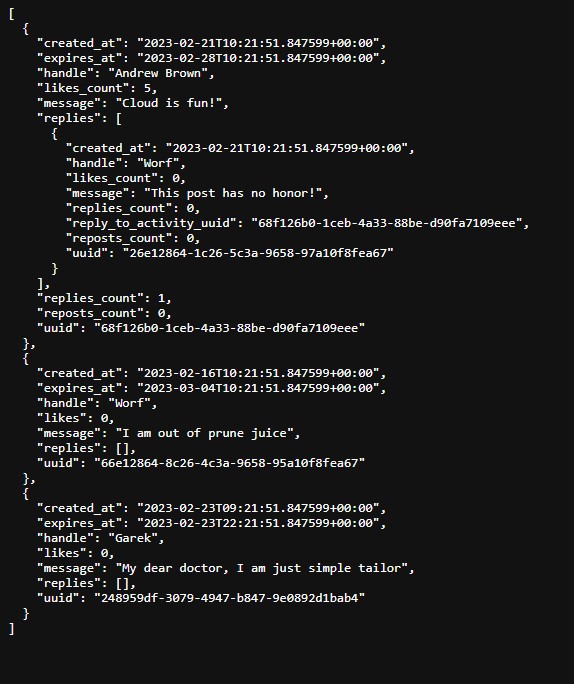 [
  {
    "created_at": "2023-02-21T10:21:51.847599+00:00",
    "expires_at": "2023-02-28T10:21:51.847599+00:00",
    "handle": "Andrew Brown",
    "likes_count": 5,
    "message": "Cloud is fun!",
    "replies": [
      {
        "created_at": "2023-02-21T10:21:51.847599+00:00",
        "handle": "Worf",
        "likes_count": 0,
        "message": "This post has no honor!",
        "replies_count": 0,
        "reply_to_activity_uuid": "68f126b0-1ceb-4a33-88be-d90fa7109eee",
        "reposts_count": 0,
        "uuid": "26e12864-1c26-5c3a-9658-97a10f8fea67"
      }
    ],
    "replies_count": 1,
    "reposts_count": 0,
    "uuid": "68f126b0-1ceb-4a33-88be-d90fa7109eee"
  },
  {
    "created_at": "2023-02-16T10:21:51.847599+00:00",
    "expires_at": "2023-03-04T10:21:51.847599+00:00",
    "handle": "Worf",
    "likes": 0,
    "message": "I am out of prune juice",
    "replies": [],
    "uuid": "66e12864-8c26-4c3a-9658-95a10f8fea67"
  },
  {
    "created_at": "2023-02-23T09:21:51.847599+00:00",
    "expires_at": "2023-02-23T22:21:51.847599+00:00",
    "handle": "Garek",
    "likes": 0,
    "message": "My dear doctor, I am just simple tailor",
    "replies": [],
    "uuid": "248959df-3079-4947-b847-9e0892d1bab4"
  }
]